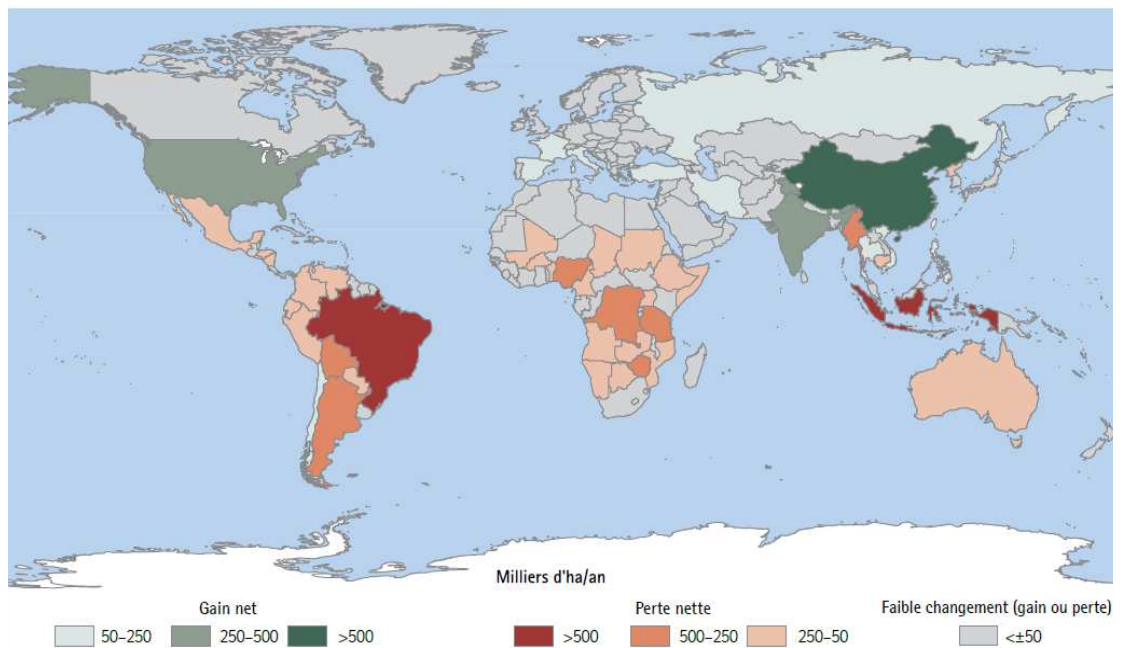 Milliers d'ha/an
Gain net
50–250 250–500 >500
Perte nette
>500 500–250 250–50
Faible changement (gain ou perte)
<±50